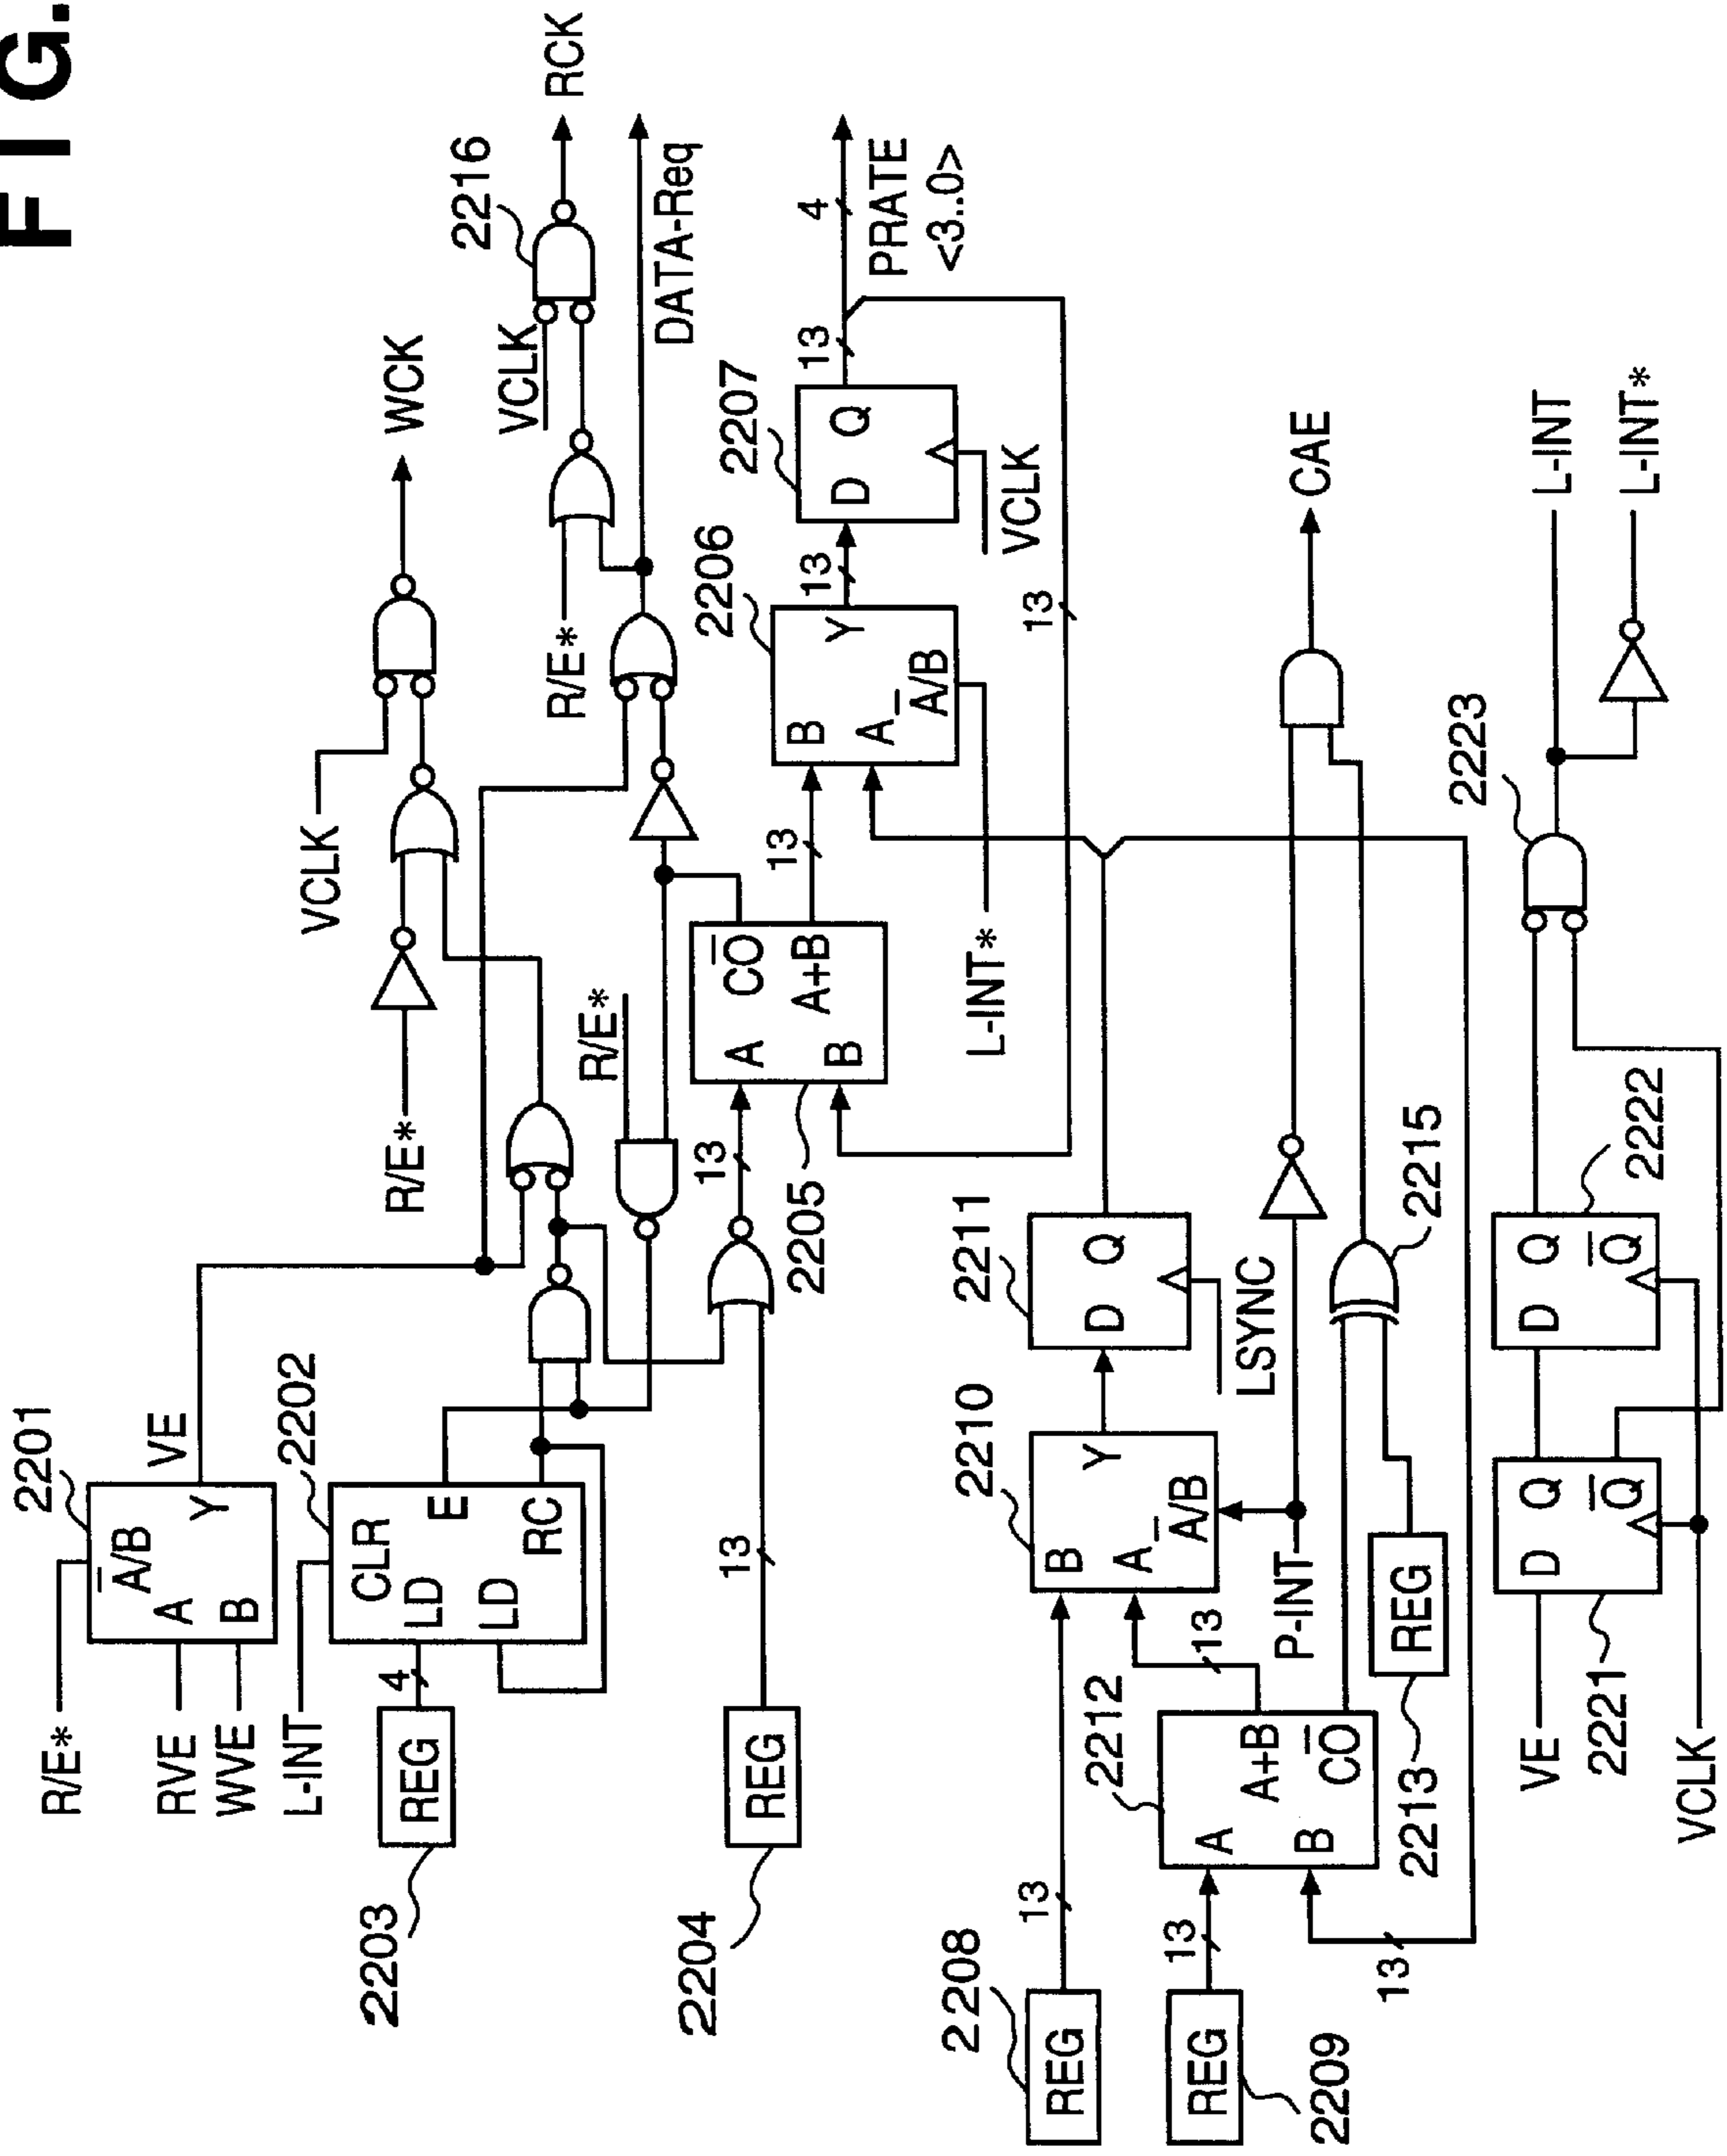 FIG.
R/E*
RVE
WVE
L-INT
2201
A/B
A
B
Y
VE
2202
CLR
LD
LD
E
RC
4
REG
2203
REG
2204
13
R/E*
VCLK
WCK
R/E*
13
2205
A
B
CO
A+B
13
R/E*
VCLK
2216
RCK
DATA-Req
2206
B
A
A/B
Y
L-INT*
13
2207
D
Q
VCLK
13
4
PRATE
<3..0>
13
REG
2208
13
REG
2209
13
13
2212
A
B
A+B
CO
13
2210
B
A
A/B
Y
P-INT
REG
2213
2211
D
Q
LSYNC
2215
CAE
VE
VCLK
2221
D
Q
Q
2222
D
Q
Q
2223
L-INT
L-INT*